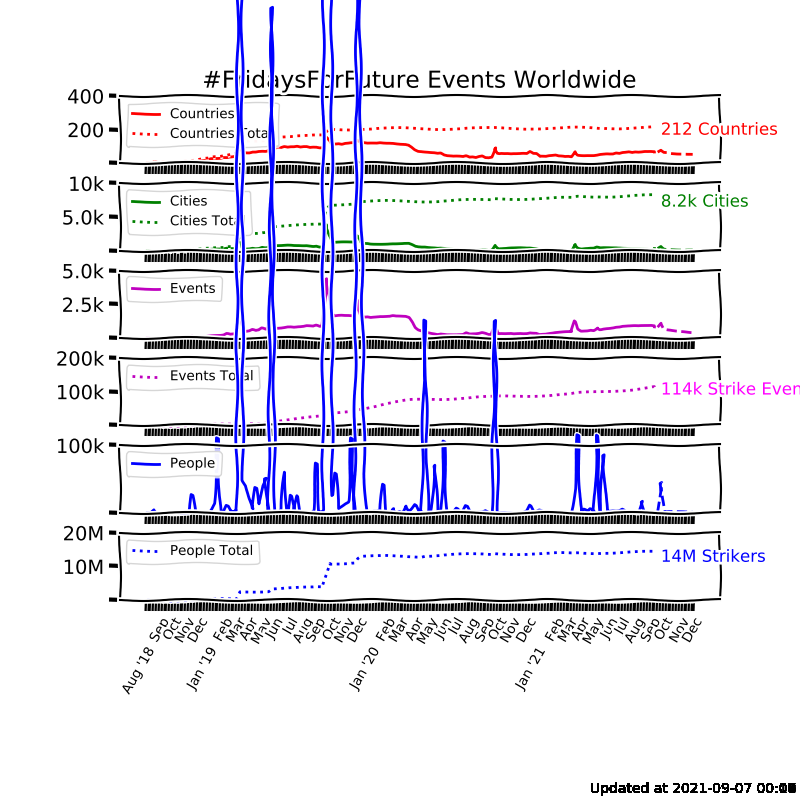 #FridaysForFuture Events Worldwide
400
200
Countries
Countries Total
212 Countries
10k
5.0k
Cities
Cities Total
8.2k Cities
5.0k
2.5k
Events
200k
100k
Events Total
114k Strike Even
100k
People
20M
10M
People Total
14M Strikers
Aug '18 Sep Oct Nov Dec Jan '19 Feb Mar Apr May Jun Jul Aug Sep Oct Nov Dec Jan '20 Feb Mar Apr May Jun Jul Aug Sep Oct Nov Dec Jan '21 Feb Mar Apr May Jun Jul Aug Sep Oct Nov Dec
Updated at 2021-09-07